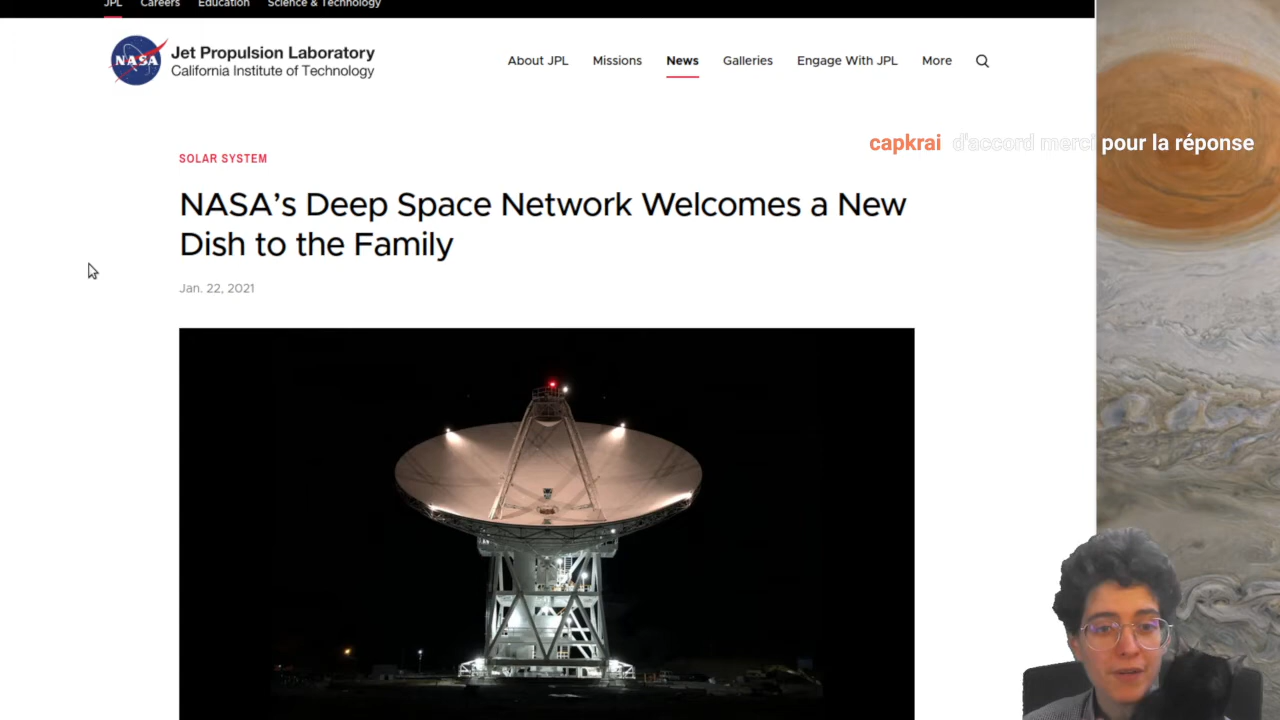 JPL Careers Education Science & Technology
NASA
Jet Propulsion Laboratory
California Institute of Technology
About JPL Missions News Galleries Engage With JPL More
SOLAR SYSTEM
capkrai d'accord merci pour la réponse
NASA’s Deep Space Network Welcomes a New
Dish to the Family
Jan. 22, 2021